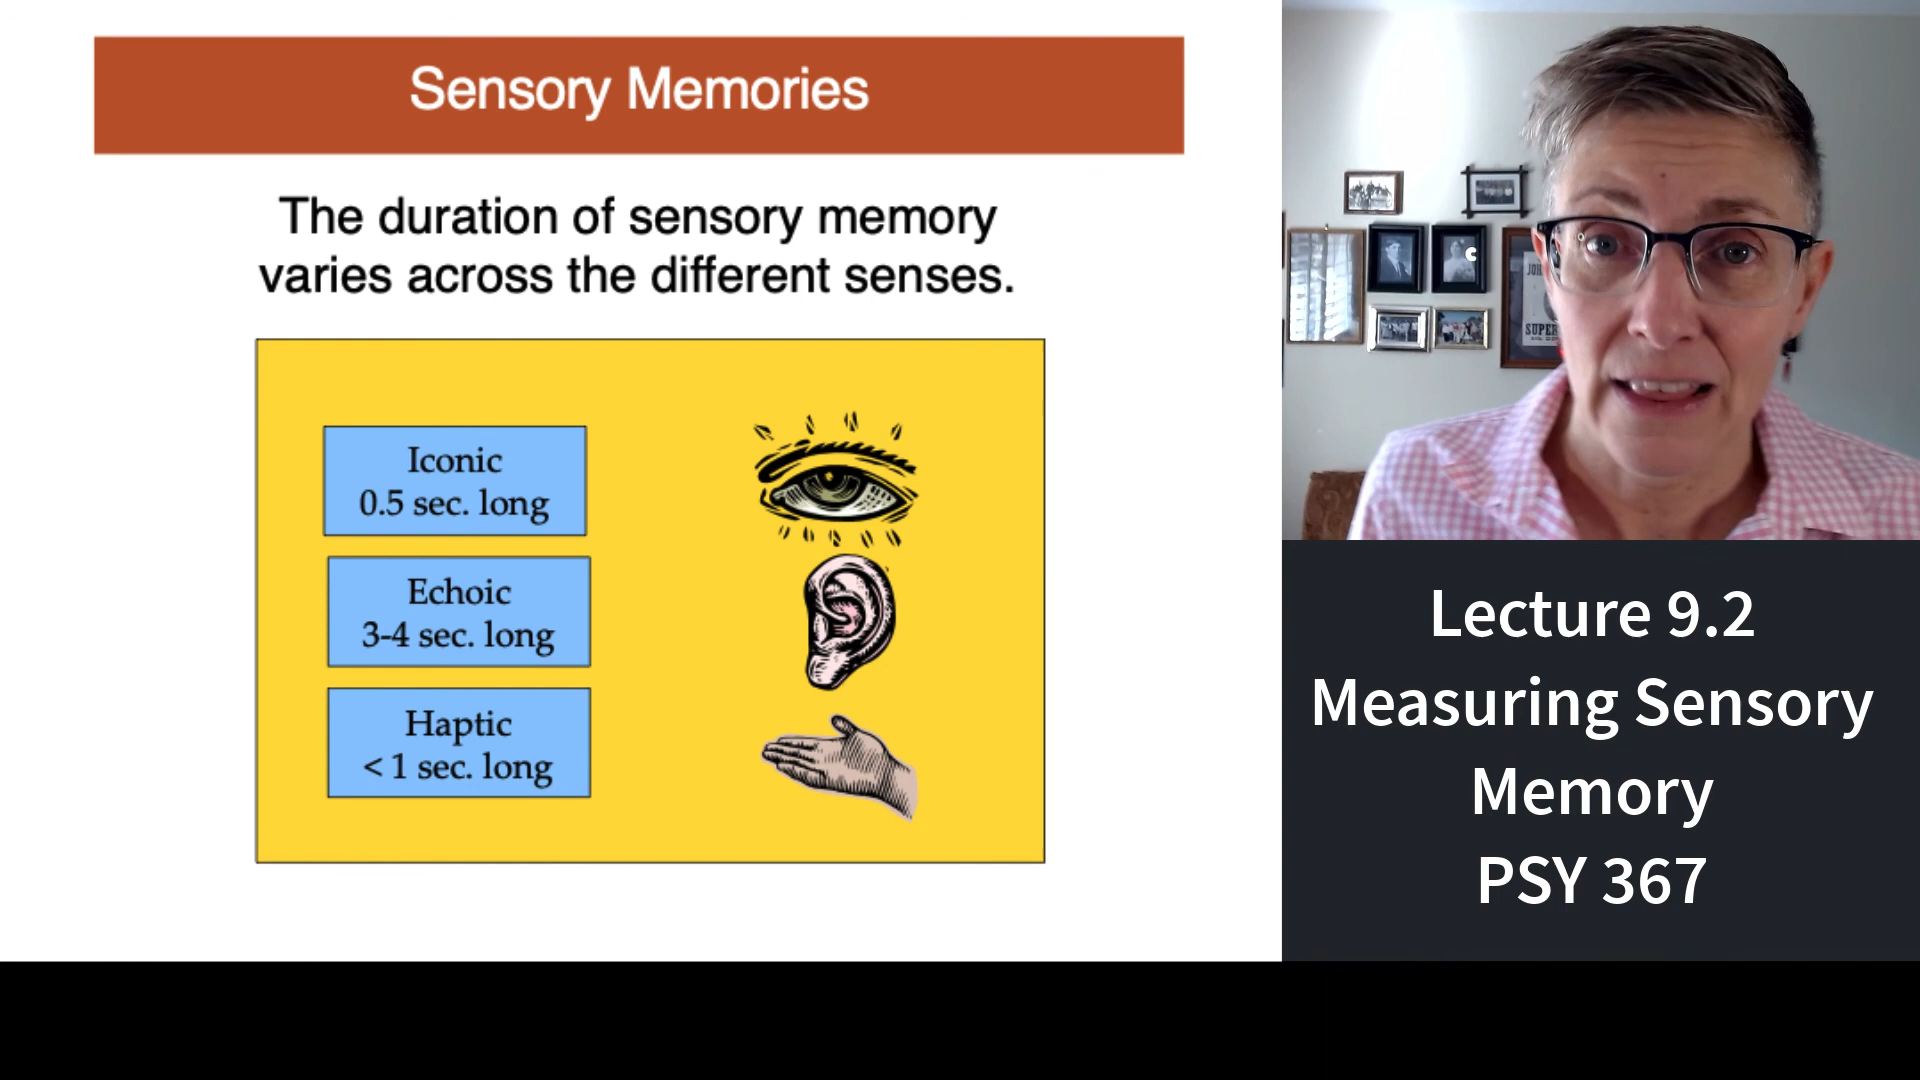 Sensory Memories
The duration of sensory memory
varies across the different senses.
Iconic
0.5 sec. long
Echoic
3-4 sec. long
Haptic
< 1 sec. long
SUPER
Lecture 9.2
Measuring Sensory
Memory
PSY 367